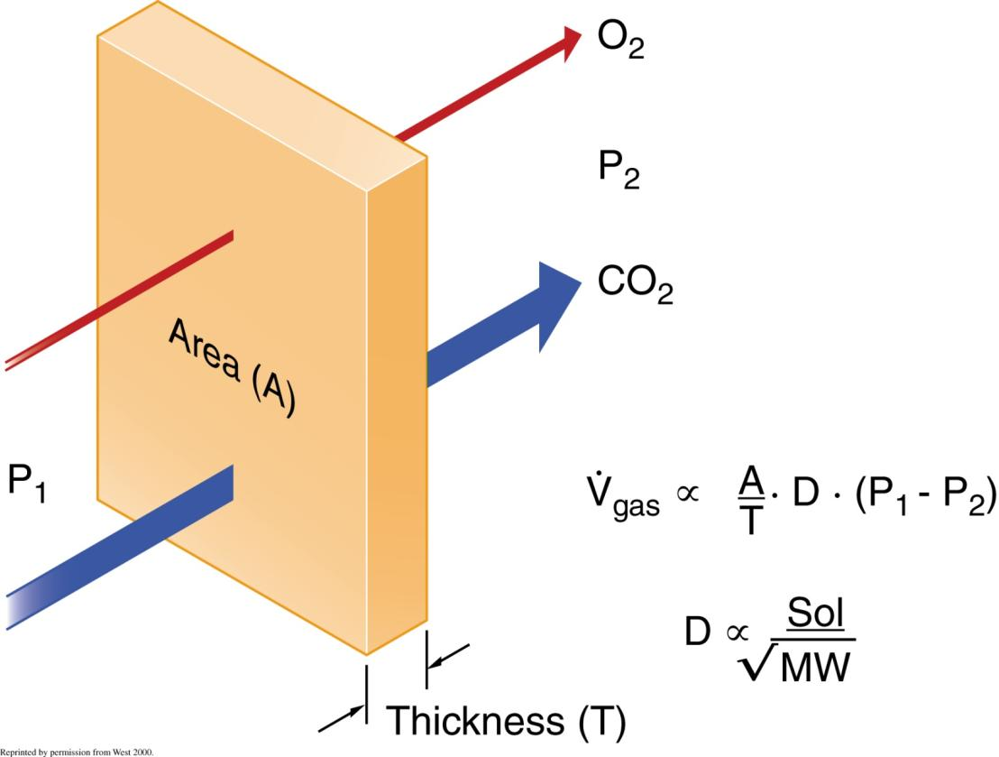 O₂
P₂
CO₂
Area (A)
P₁
V̇gas ∝ A/T · D · (P₁ - P₂)
D ∝ Sol/√MW
Thickness (T)
Reprinted by permission from West 2000.